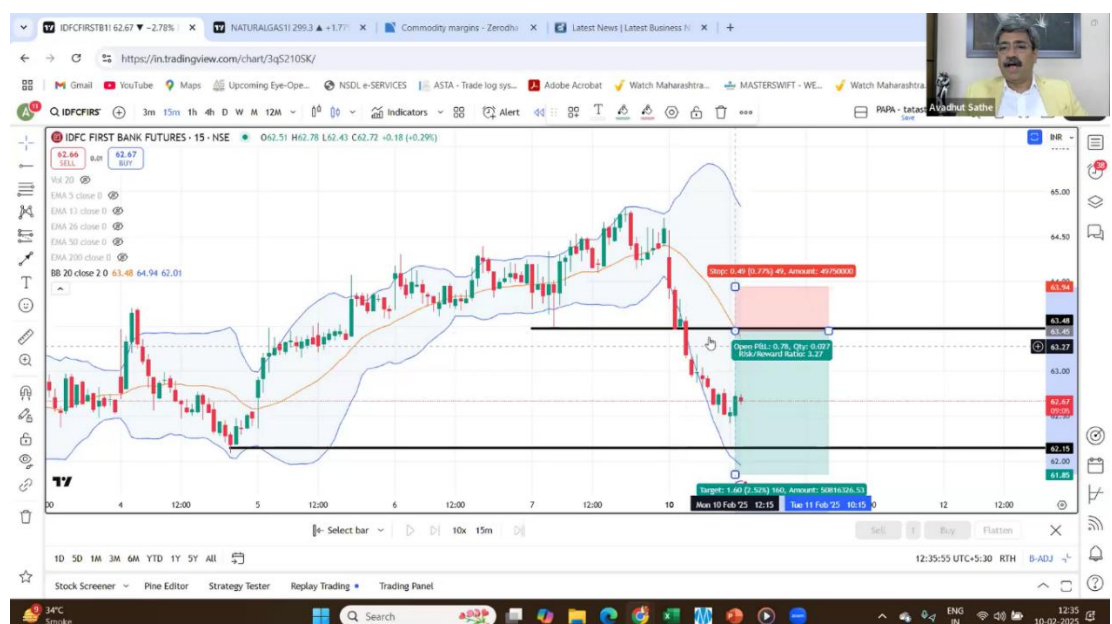 IDFCFIRSTB1! 62.67 ▼ −2.78%
NATURALGAS1! 299.3 ▲ +1.77%
Commodity margins - Zerodha
Latest News | Latest Business N
https://in.tradingview.com/chart/3qS210SK/
Gmail YouTube Maps Upcoming Eye-Ope... NSDL e-SERVICES ASTA - Trade log sys... Adobe Acrobat Watch Maharashtra... MASTERSWIFT - WE... Watch Maharashtra
Avadhut Sathe
IDFCFIRS 3m 15m 1h 4h D W M 12M Indicators Alert
PAPA - tatast
Save
IDFC FIRST BANK FUTURES · 15 · NSE O62.51 H62.78 L62.43 C62.72 +0.18 (+0.29%)
INR
62.66 0.01 62.67
SELL BUY
Vol 20
EMA 5 close 0
EMA 13 close 0
EMA 26 close 0
EMA 50 close 0
EMA 200 close 0
BB 20 close 2 0 63.48 64.94 62.01
38
65.00
64.50
Stop: 0.49 (0.77%) 49, Amount: 49750000
63.94
63.48
63.45
63.27
Open P&L: 0.78, Qty: 0.027
Risk/Reward Ratio: 3.27
63.00
62.67
09:05
62.15
62.00
61.85
Target: 1.60 (2.52%) 160, Amount: 50816326.53
4 12:00 5 12:00 6 12:00 7 12:00 10 Mon 10 Feb '25 12:15 Tue 11 Feb '25 10:15 12 12:00
Select bar 10x 15m
Sell 1 Buy Flatten
1D 5D 1M 3M 6M YTD 1Y 5Y All
12:35:55 UTC+5:30 RTH B-ADJ
Stock Screener Pine Editor Strategy Tester Replay Trading Trading Panel
34°C
Smoke
Search
ENG
IN
12:35
10-02-2025